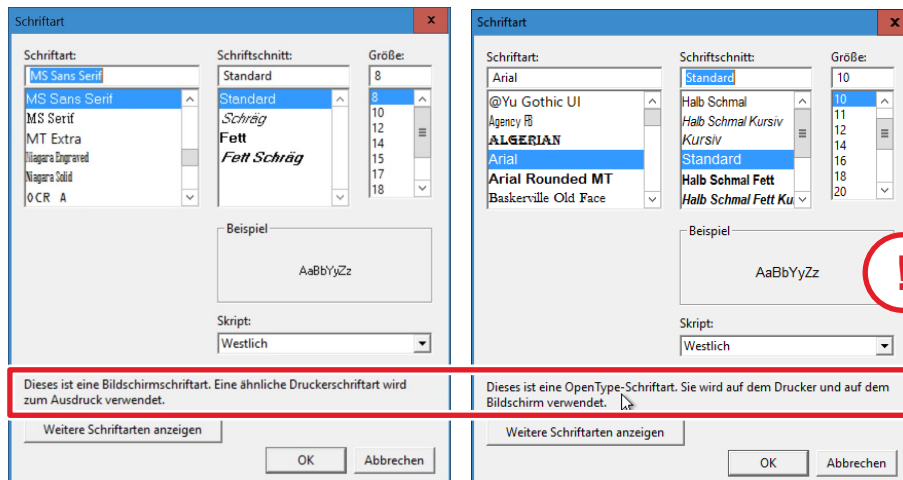 Schriftart
x
Schriftart:
MS Sans Serif
MS Sans Serif
MS Serif
MT Extra
Niagara Engraved
Niagara Solid
OCR A
Schriftschnitt:
Standard
Standard
Schräg
Fett
Fett Schräg
Größe:
8
8
10
12
14
15
17
18
Beispiel
AaBbYyZz
Skript:
Westlich
Dieses ist eine Bildschirmschriftart. Eine ähnliche Druckerschriftart wird
zum Ausdruck verwendet.
Weitere Schriftarten anzeigen
OK
Abbrechen
Schriftart
x
Schriftart:
Arial
@Yu Gothic UI
Agency FB
ALGERIAN
Arial
Arial Rounded MT
Baskerville Old Face
Schriftschnitt:
Standard
Halb Schmal
Halb Schmal Kursiv
Kursiv
Standard
Halb Schmal Fett
Halb Schmal Fett Ku
Größe:
10
10
11
12
14
16
18
20
Beispiel
AaBbYyZz
!
Skript:
Westlich
Dieses ist eine OpenType-Schriftart. Sie wird auf dem Drucker und auf dem
Bildschirm verwendet.
Weitere Schriftarten anzeigen
OK
Abbrechen